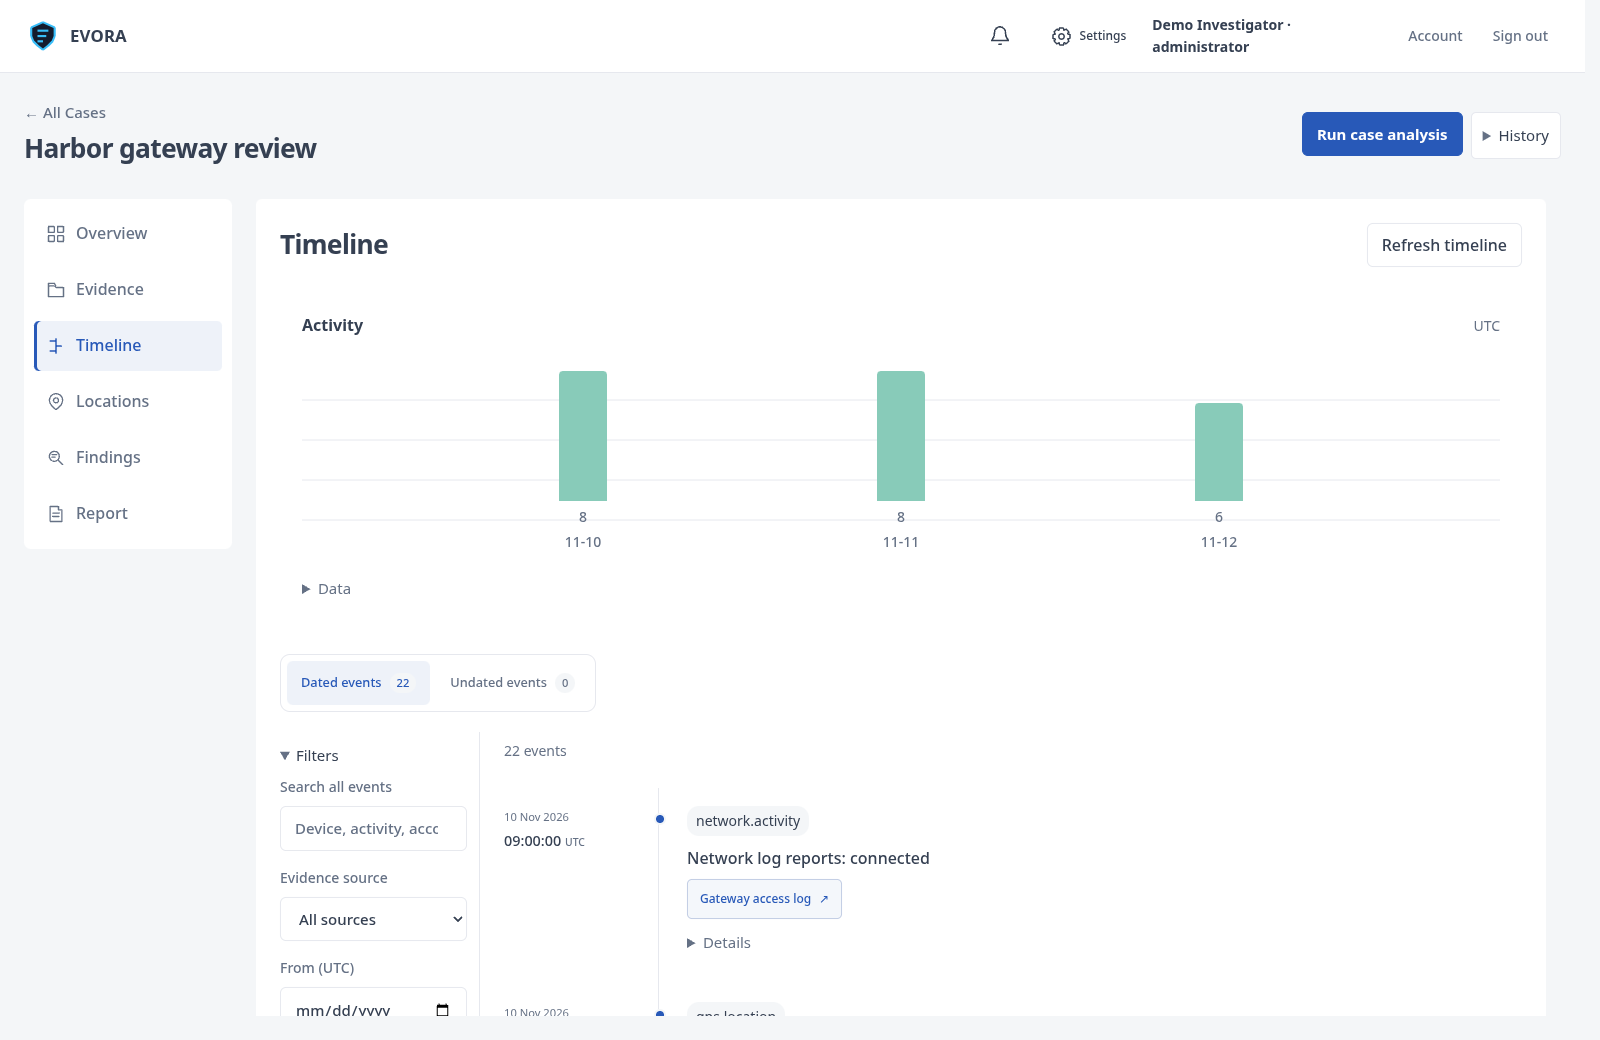 EVORA
Settings
Demo Investigator ·
administrator
Account
Sign out
← All Cases
Harbor gateway review
Run case analysis
▶ History
Overview
Evidence
Timeline
Locations
Findings
Report
Timeline
Refresh timeline
Activity
UTC
8
8
6
11-10
11-11
11-12
▶ Data
Dated events 22
Undated events 0
▼ Filters
Search all events
Device, activity, acc
Evidence source
All sources
From (UTC)
mm/dd/yyyy
22 events
10 Nov 2026
09:00:00 UTC
network.activity
Network log reports: connected
Gateway access log ↗
▶ Details
10 Nov 2026
gps.location